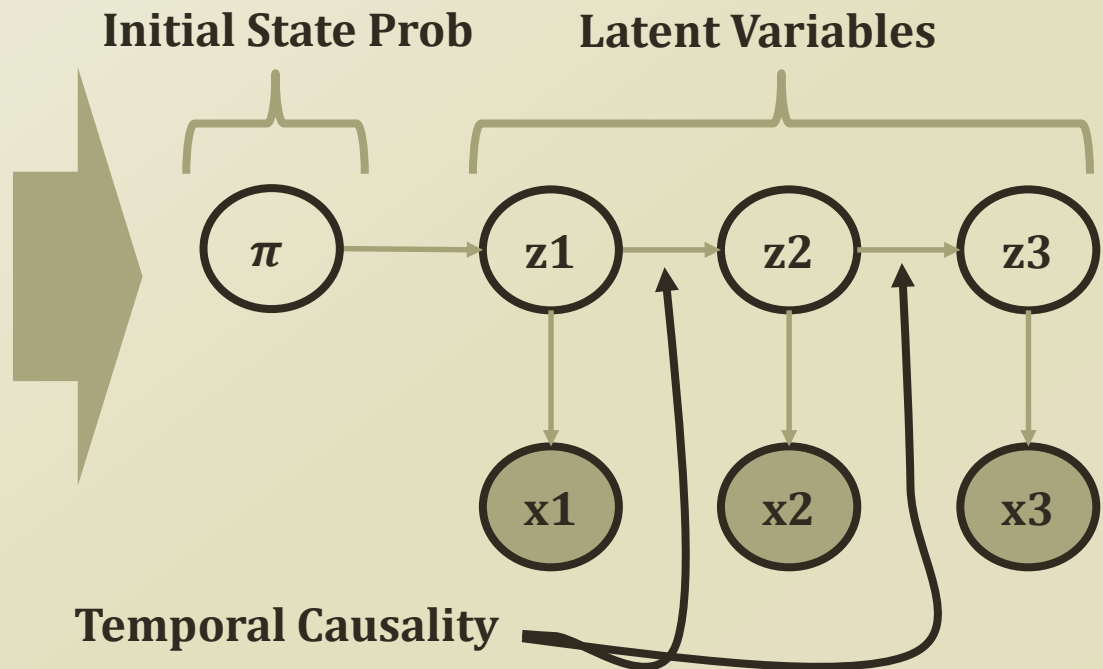 Initial State Prob
Latent Variables
π
z1
z2
z3
x1
x2
x3
Temporal Causality